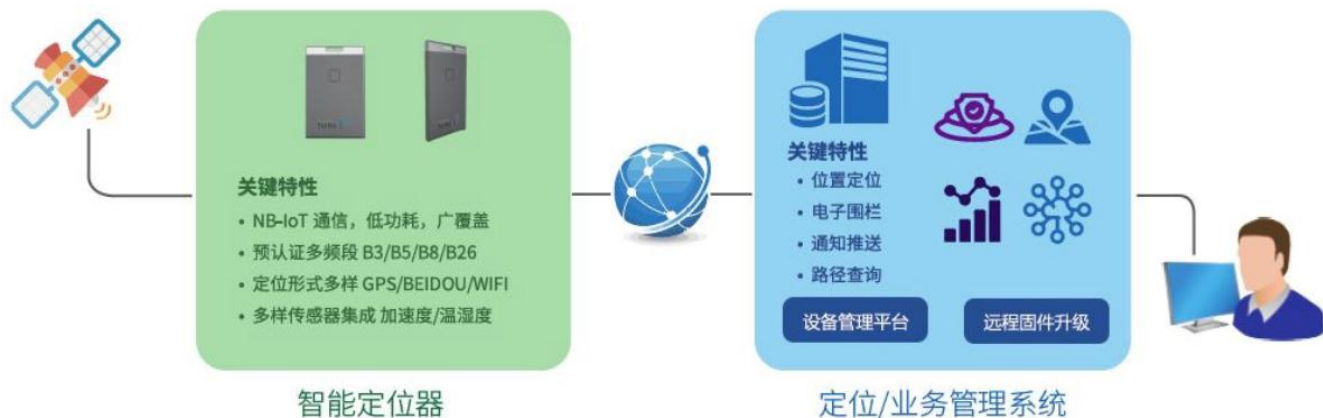 关键特性
• NB-IoT 通信，低功耗，广覆盖
• 预认证多频段 B3/B5/B8/B26
• 定位形式多样 GPS/BEIDOU/WIFI
• 多样传感器集成 加速度/温湿度
智能定位器
关键特性
• 位置定位
• 电子围栏
• 通知推送
• 路径查询
设备管理平台
远程固件升级
定位/业务管理系统